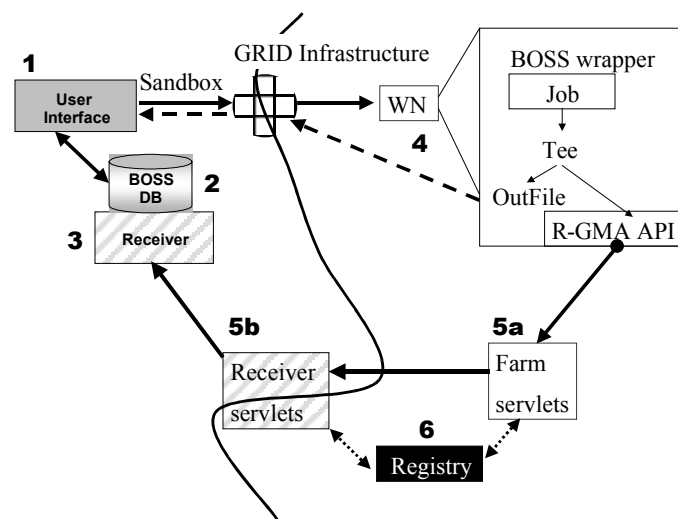 1
GRID Infrastructure
BOSS wrapper
Sandbox
User
Interface
WN
Job
4
Tee
BOSS
DB
2
OutFile
3
Receiver
R-GMA API
5b
5a
Receiver
servlets
Farm
servlets
6
Registry